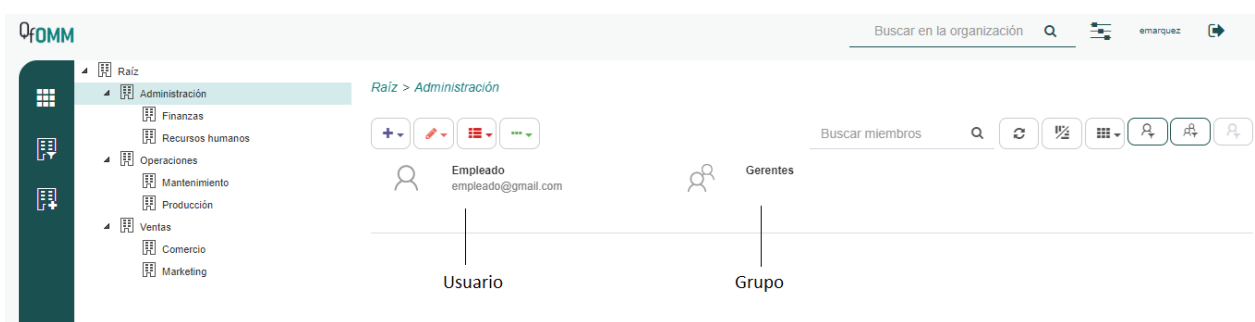 QfOMM
Buscar en la organización
emarquez
Raíz
Administración
Finanzas
Recursos humanos
Operaciones
Mantenimiento
Producción
Ventas
Comercio
Marketing
Raíz > Administración
Buscar miembros
Empleado
empleado@gmail.com
Gerentes
Usuario
Grupo